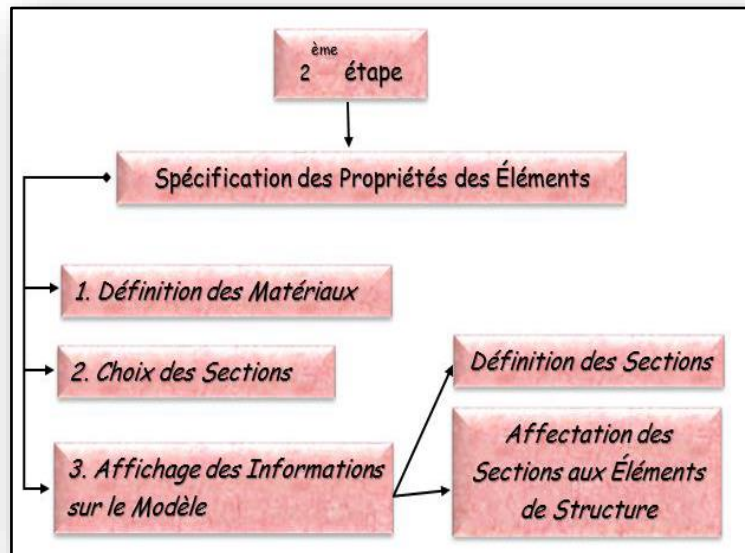 2ème étape
Spécification des Propriétés des Éléments
1. Définition des Matériaux
2. Choix des Sections
3. Affichage des Informations
sur le Modèle
Définition des Sections
Affectation des
Sections aux Éléments
de Structure